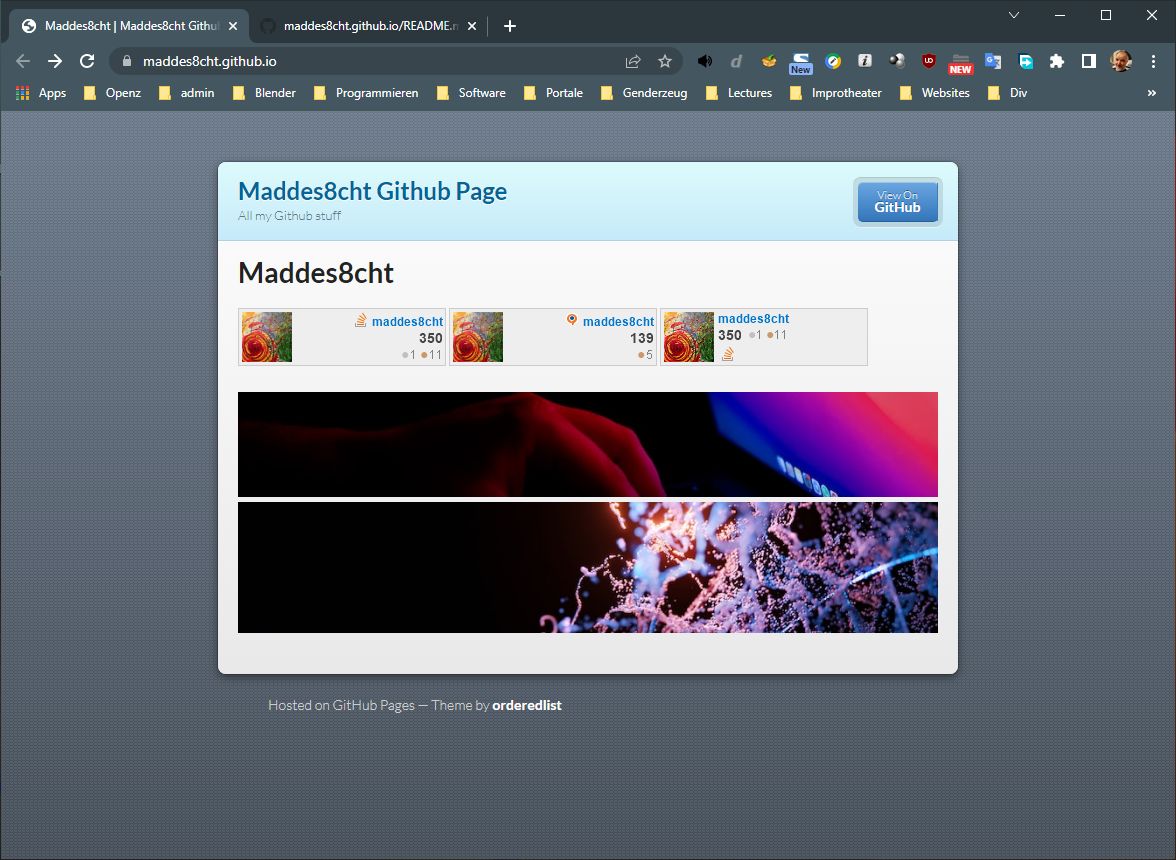 Maddes8cht | Maddes8cht Github
maddes8cht.github.io/README.m
maddes8cht.github.io
d
New
i
UD
NEW
G
Apps
Openz
admin
Blender
Programmieren
Software
Portale
Genderzeug
Lectures
Improtheater
Websites
Div
»
Maddes8cht Github Page
All my Github stuff
View On
GitHub
Maddes8cht
maddes8cht
350
1 11
maddes8cht
139
5
maddes8cht
350 1 11
Hosted on GitHub Pages — Theme by orderedlist